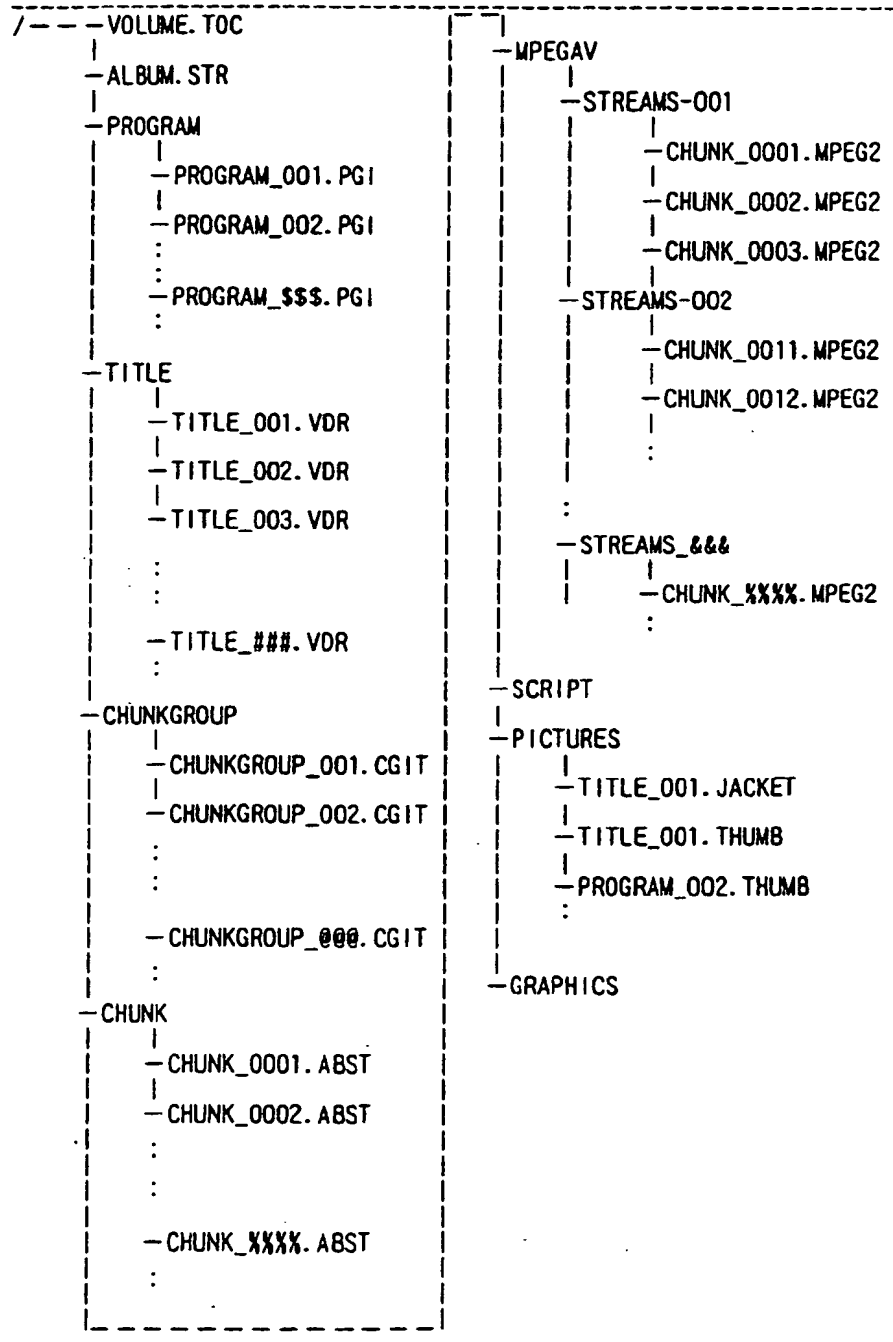 / VOLUME.TOC
ALBUM.STR
PROGRAM
PROGRAM_001.PGI
PROGRAM_002.PGI
:
:
PROGRAM_$$$.PGI
:
TITLE
TITLE_001.VDR
TITLE_002.VDR
TITLE_003.VDR
:
:
TITLE_###.VDR
:
CHUNKGROUP
CHUNKGROUP_001.CGIT
CHUNKGROUP_002.CGIT
:
:
CHUNKGROUP_@@@.CGIT
:
CHUNK
CHUNK_0001.ABST
CHUNK_0002.ABST
:
:
CHUNK_%%%%.ABST
:
MPEGAV
STREAMS-001
CHUNK_0001.MPEG2
CHUNK_0002.MPEG2
CHUNK_0003.MPEG2
STREAMS-002
CHUNK_0011.MPEG2
CHUNK_0012.MPEG2
:
:
STREAMS_&&&
CHUNK_%%%%.MPEG2
:
SCRIPT
PICTURES
TITLE_001.JACKET
TITLE_001.THUMB
PROGRAM_002.THUMB
:
GRAPHICS